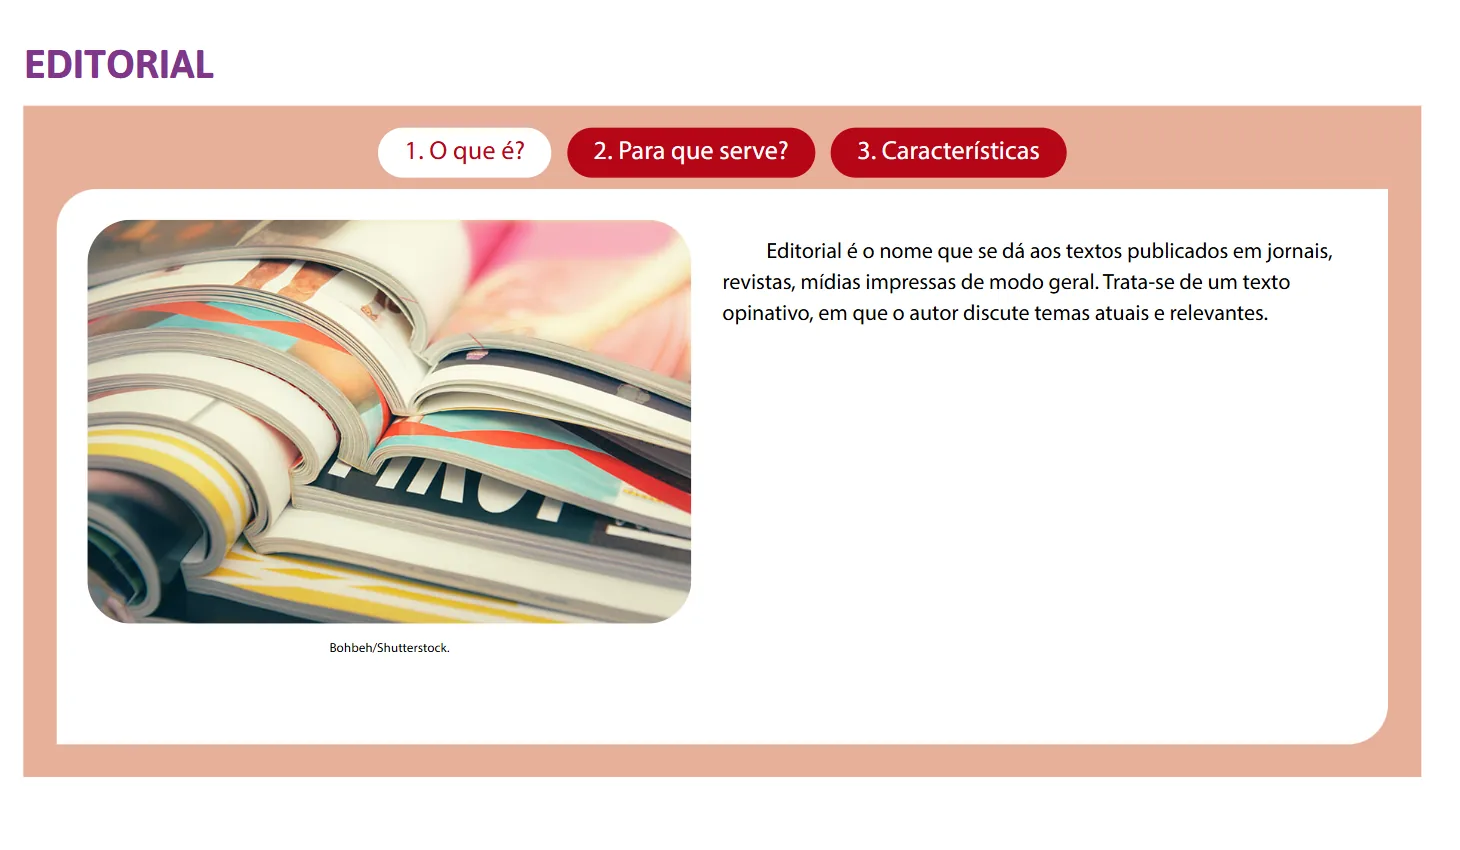 EDITORIAL
1. O que é?
2. Para que serve?
3. Características
Editorial é o nome que se dá aos textos publicados em jornais,
revistas, mídias impressas de modo geral. Trata-se de um texto
opinativo, em que o autor discute temas atuais e relevantes.
Bohbeh/Shutterstock.